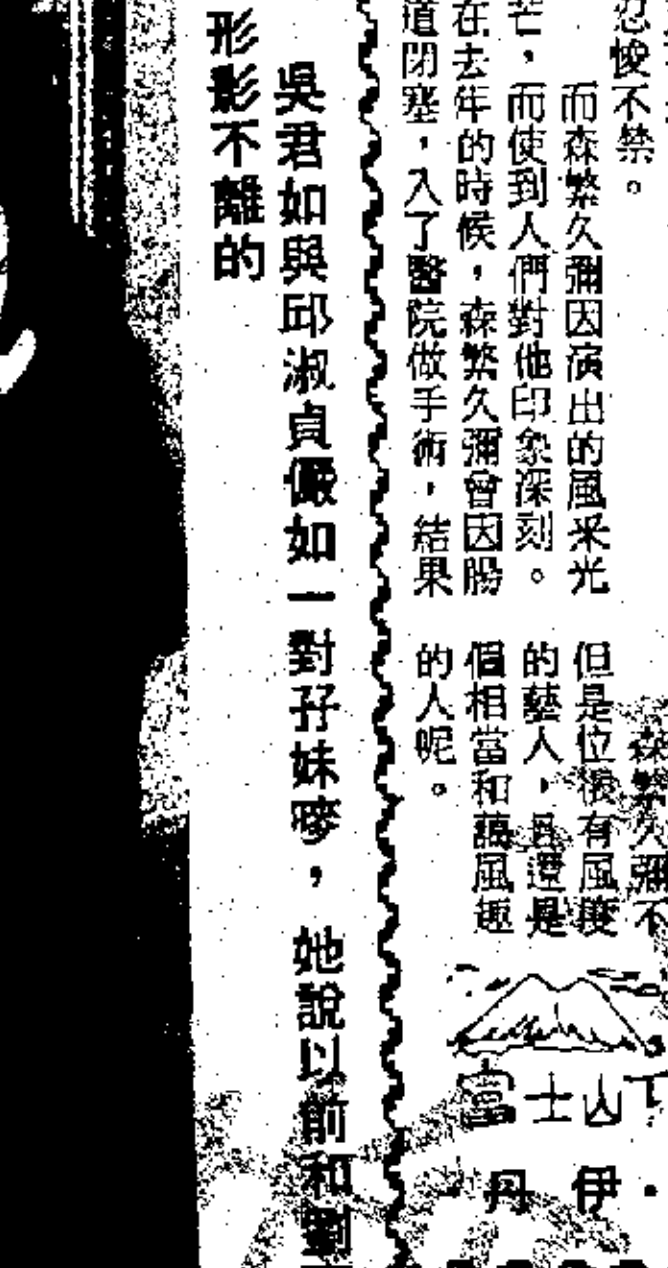 忍悛不禁。
而森繁久彌因演出的風采光
芒，而使到人們對他印象深刻。
在去年的時候，森繁久彌曾因腸
道閉塞，入了醫院做手術，結果
森繁久彌不
但是位很有風度
的藝人，且還是
個相當和藹風趣
的人呢。
富士山下
丹伊・
吳君如與邱淑貞儼如一對孖妹嘜，她說以前和劉
形影不離的